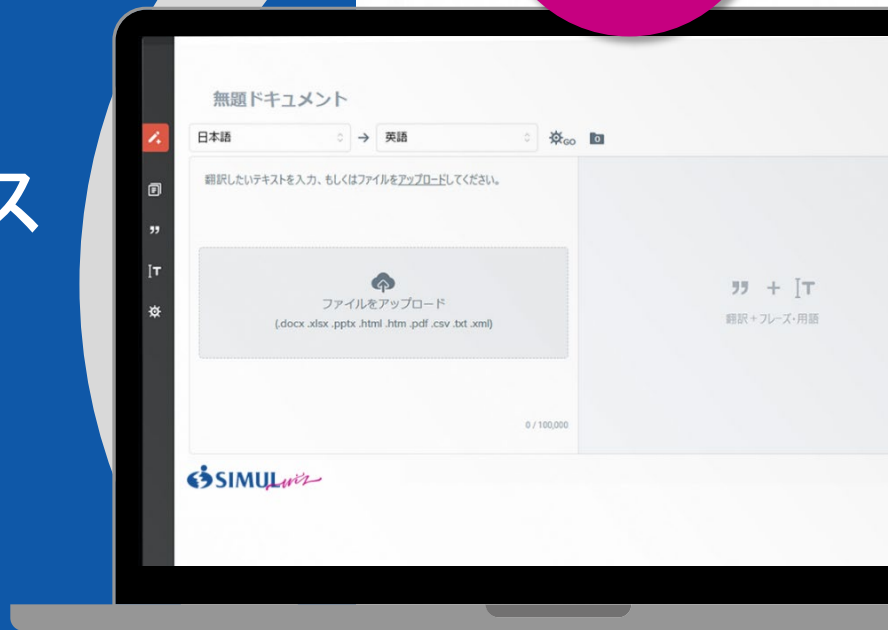 無題ドキュメント
日本語 → 英語 GO
翻訳したいテキストを入力、もしくはファイルをアップロードしてください。
ス
ファイルをアップロード
(.docx .xlsx .pptx .html .htm .pdf .csv .txt .xml)
翻訳+フレーズ・用語
0 / 100,000
SIMUL wiz